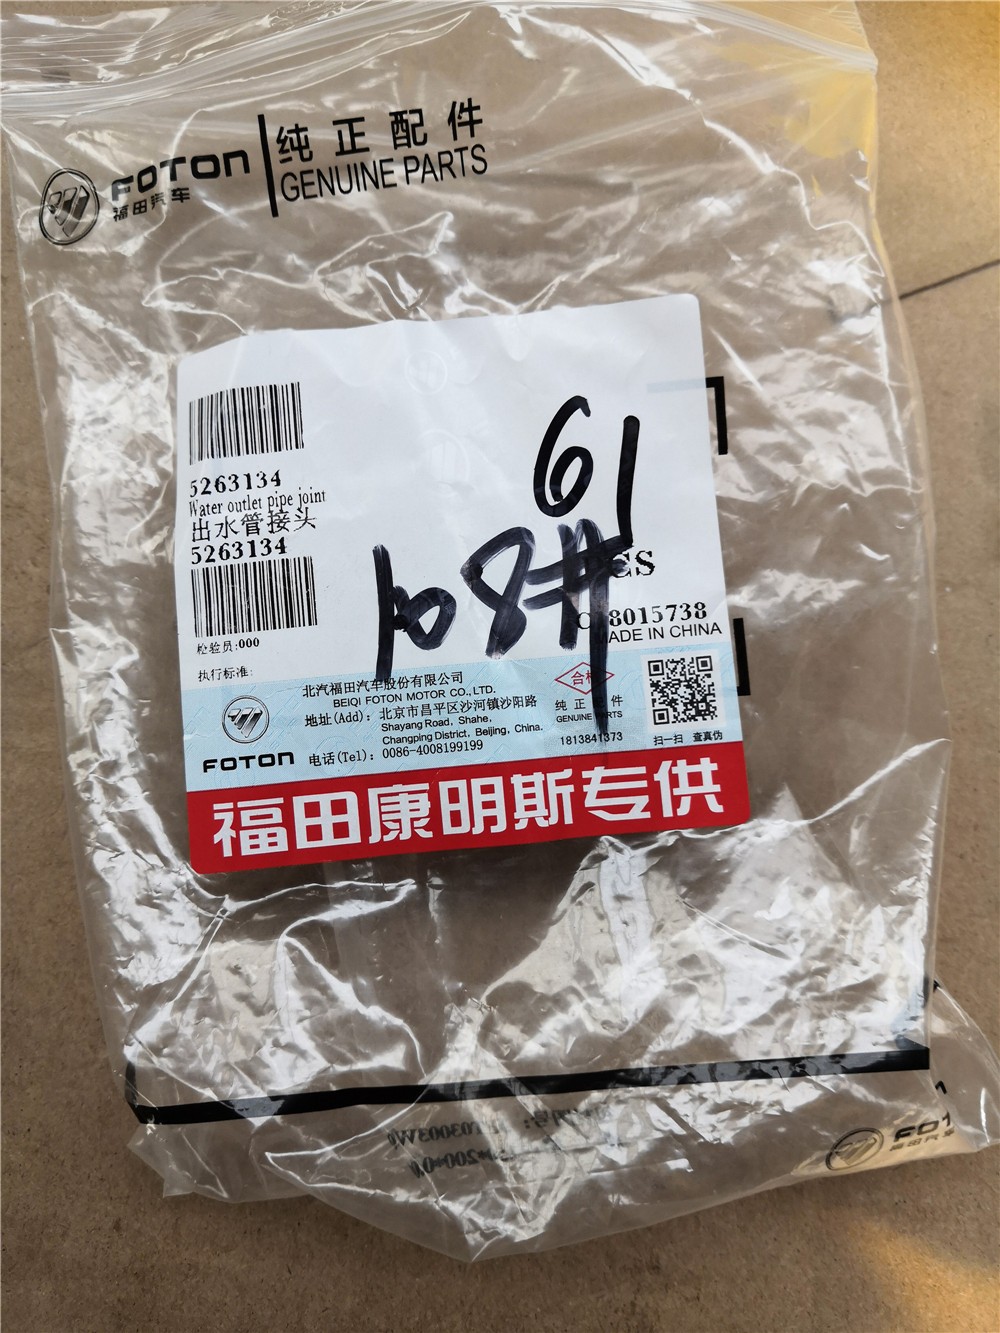 FOTON
福田汽车
纯正配件
GENUINE PARTS
5263134
Water outlet pipe joint
出水管接头
5263134
检验员:000
执行标准:
61
108#
8015738
MADE IN CHINA
北汽福田汽车股份有限公司
BEIQI FOTON MOTOR CO.,LTD.
地址(Add): 北京市昌平区沙河镇沙阳路
Shayang Road, Shahe,
Changping District, Beijing, China.
电话(Tel): 0086-4008199199
FOTON
纯正 件
GENUINE
1813841373
扫一扫 查真伪
福田康明斯专供